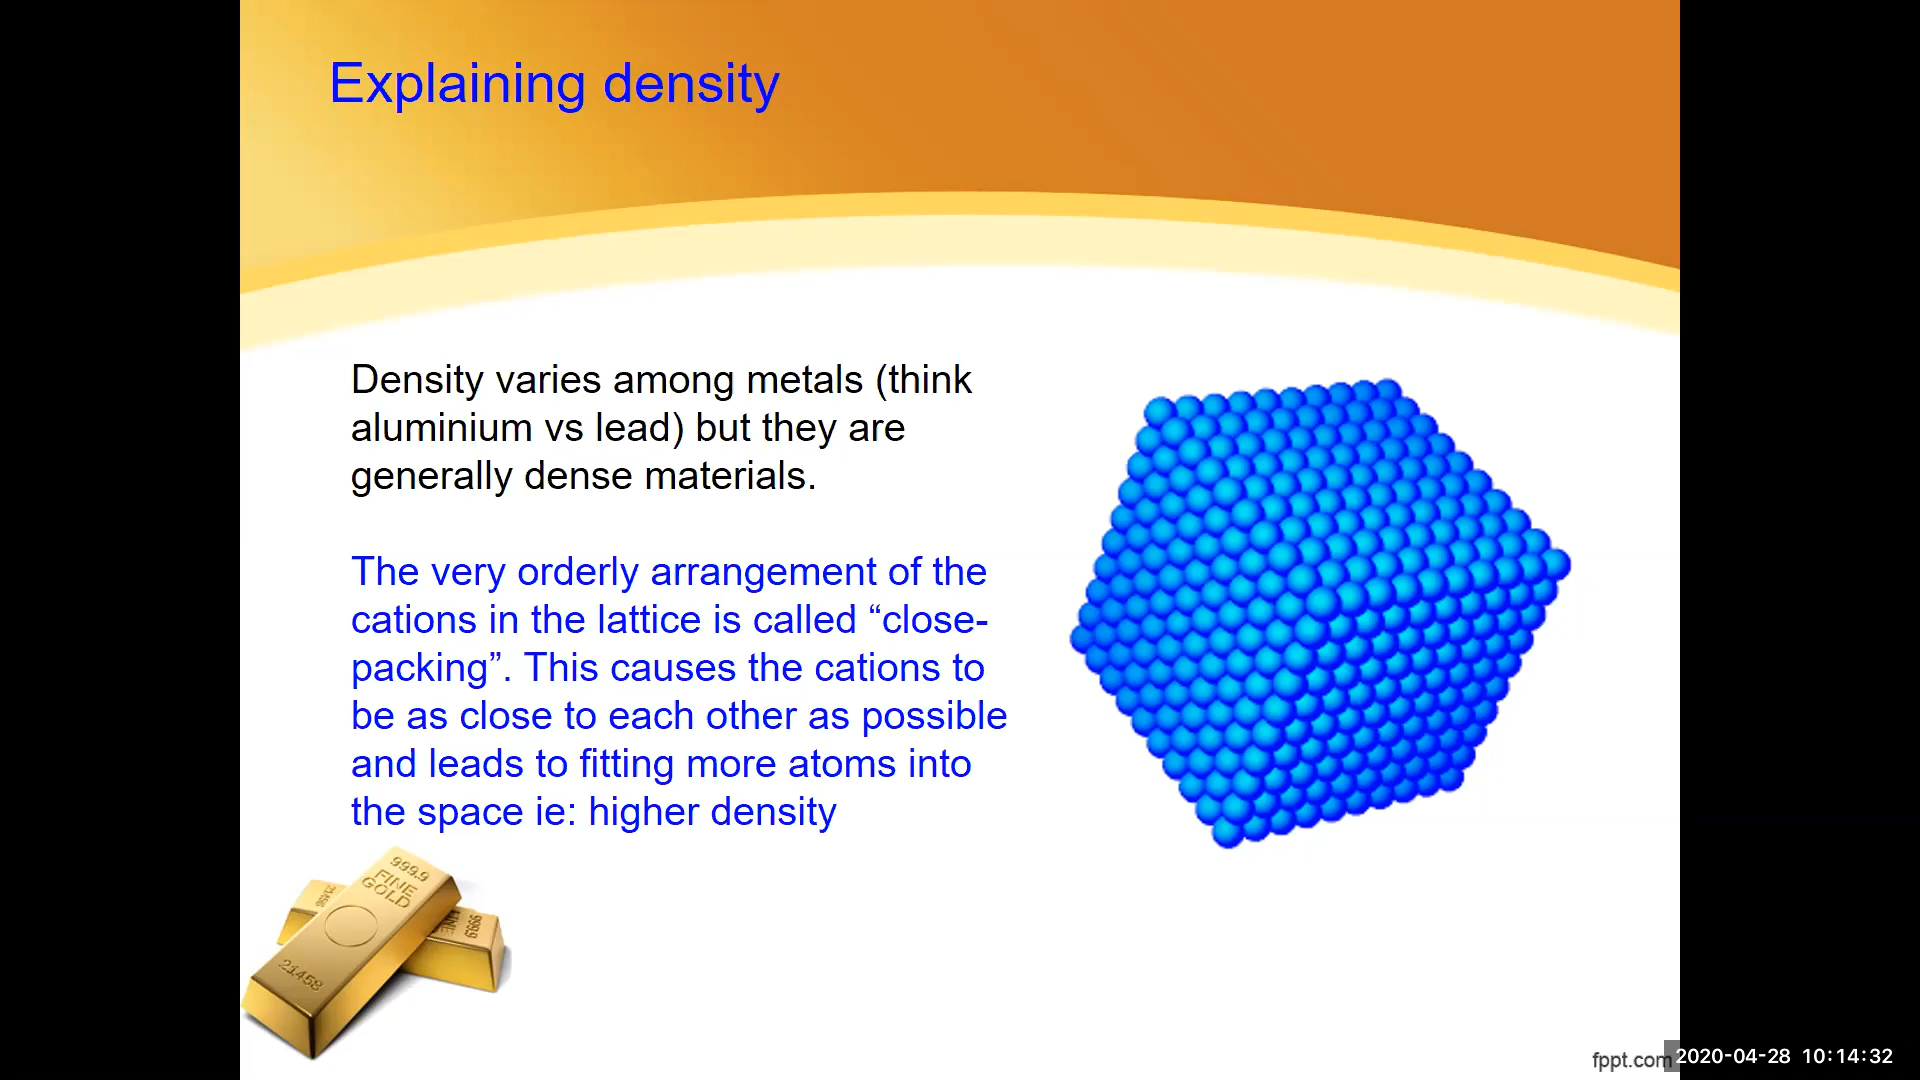 Explaining density
Density varies among metals (think
aluminium vs lead) but they are
generally dense materials.
The very orderly arrangement of the
cations in the lattice is called “close-
packing”. This causes the cations to
be as close to each other as possible
and leads to fitting more atoms into
the space ie: higher density
999.9
FINE
GOLD
21458
999.9
fppt.com
2020-04-28 10:14:32